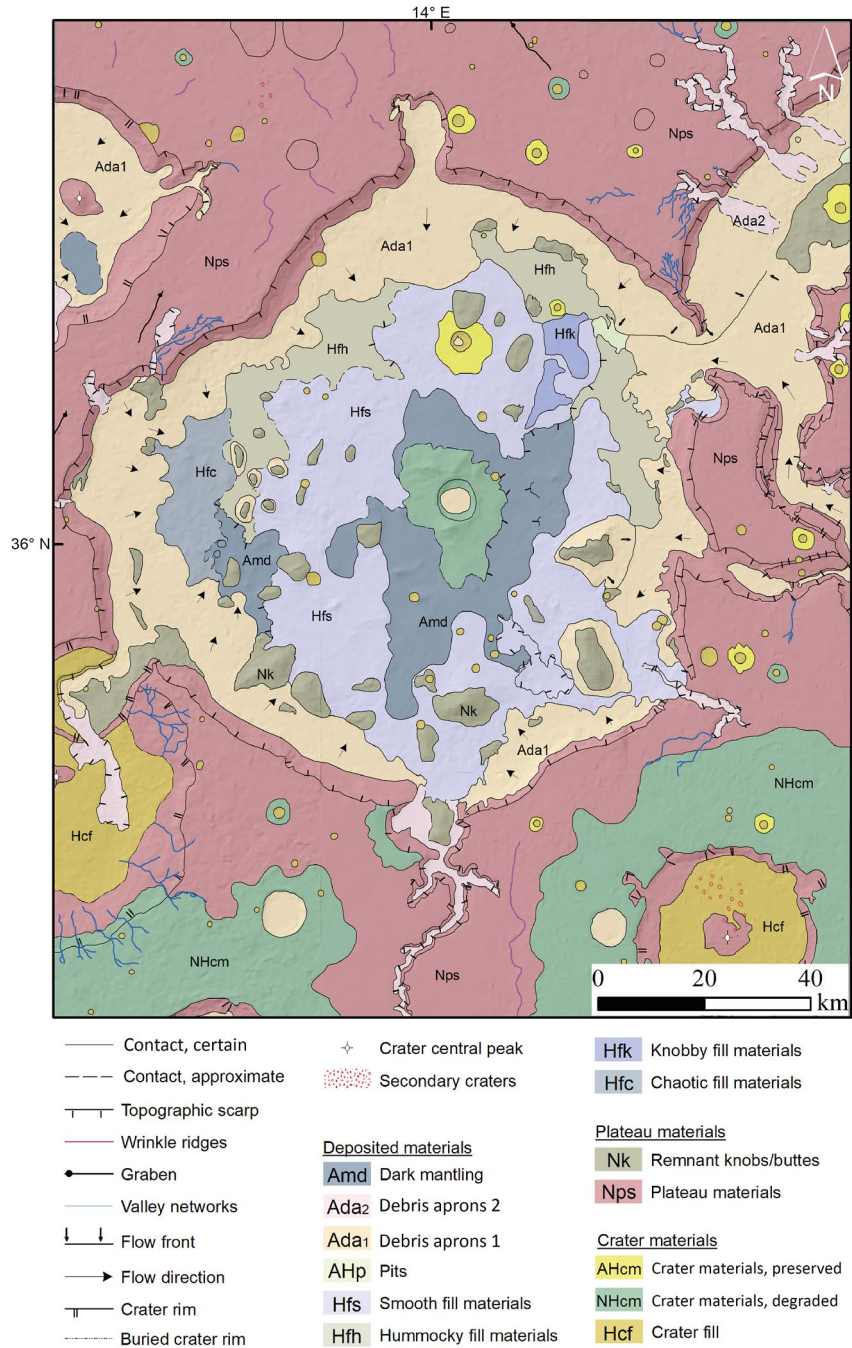 14° E
N
Nps
Ada1
Ada2
Ada1
Nps
Hfh
Hfk
Ada1
Hfh
Hfs
Hfc
Nps
36° N
Amd
Hfs
Amd
Nk
Nk
Ada1
NHcm
Hcf
Hcf
NHcm
Nps
0 20 40
km
Contact, certain
Contact, approximate
Topographic scarp
Wrinkle ridges
Graben
Valley networks
Flow front
Flow direction
Crater rim
Buried crater rim
Crater central peak
Secondary craters
Deposited materials
Amd Dark mantling
Ada2 Debris aprons 2
Ada1 Debris aprons 1
AHp Pits
Hfs Smooth fill materials
Hfh Hummocky fill materials
Hfk Knobby fill materials
Hfc Chaotic fill materials
Plateau materials
Nk Remnant knobs/buttes
Nps Plateau materials
Crater materials
AHcm Crater materials, preserved
NHcm Crater materials, degraded
Hcf Crater fill